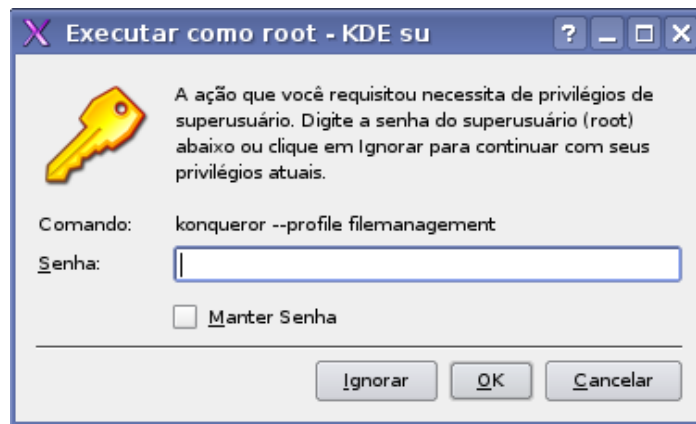 Executar como root - KDE su
A ação que você requisitou necessita de privilégios de
superusuário. Digite a senha do superusuário (root)
abaixo ou clique em Ignorar para continuar com seus
privilégios atuais.
Comando: konqueror --profile filemanagement
Senha:
Manter Senha
Ignorar OK Cancelar